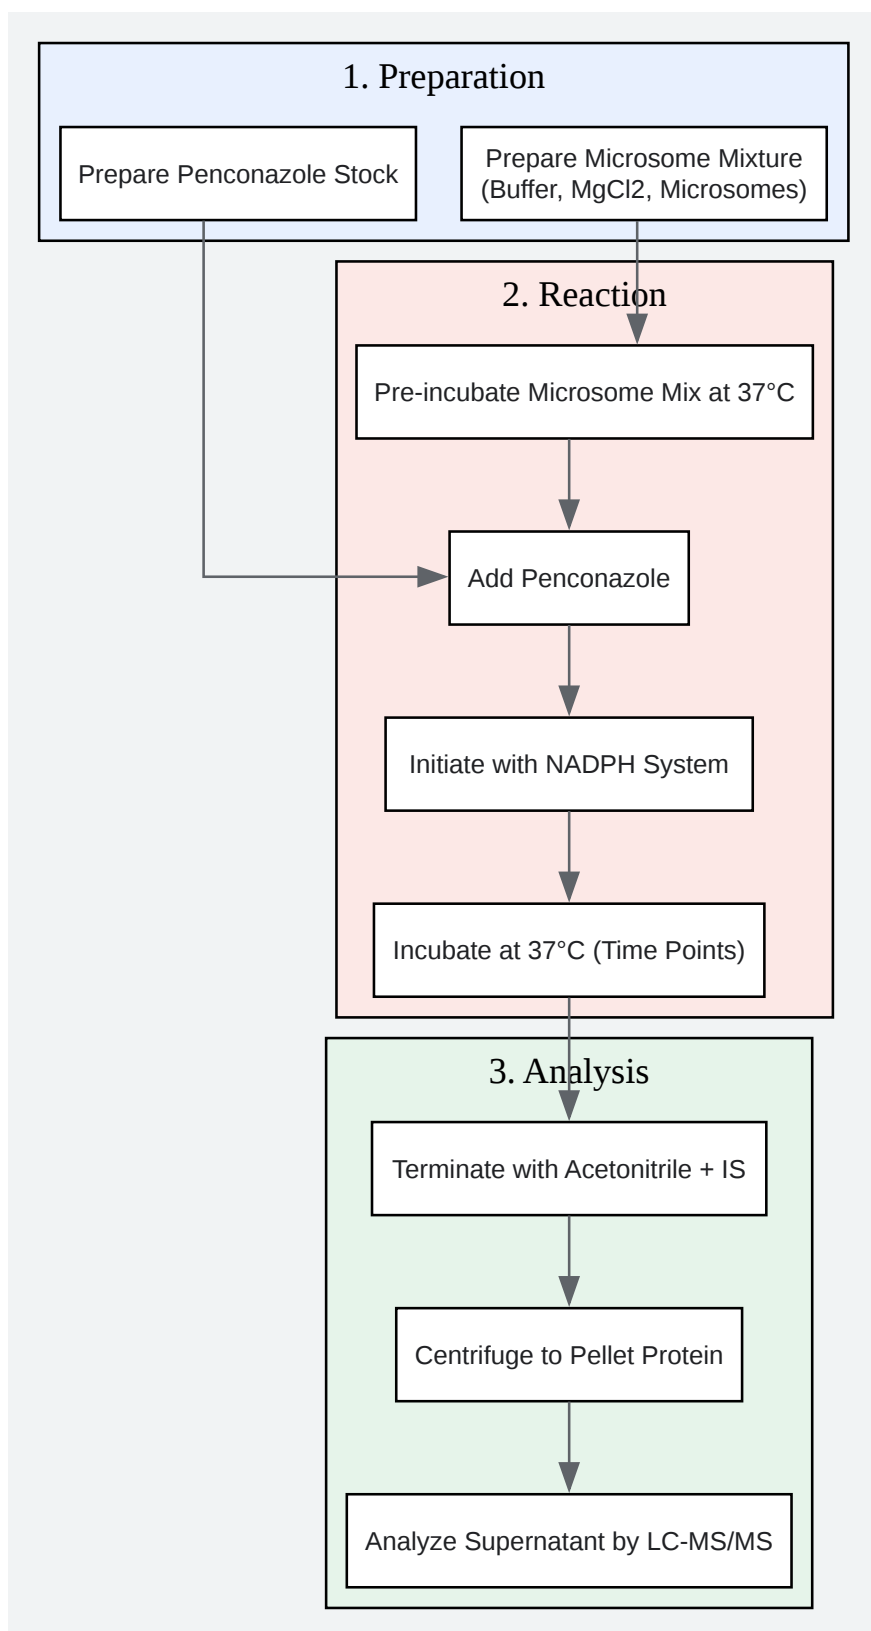 1. Preparation
Prepare Penconazole Stock
Prepare Microsome Mixture
(Buffer, MgCl2, Microsomes)
2. Reaction
Pre-incubate Microsome Mix at 37°C
Add Penconazole
Initiate with NADPH System
Incubate at 37°C (Time Points)
3. Analysis
Terminate with Acetonitrile + IS
Centrifuge to Pellet Protein
Analyze Supernatant by LC-MS/MS